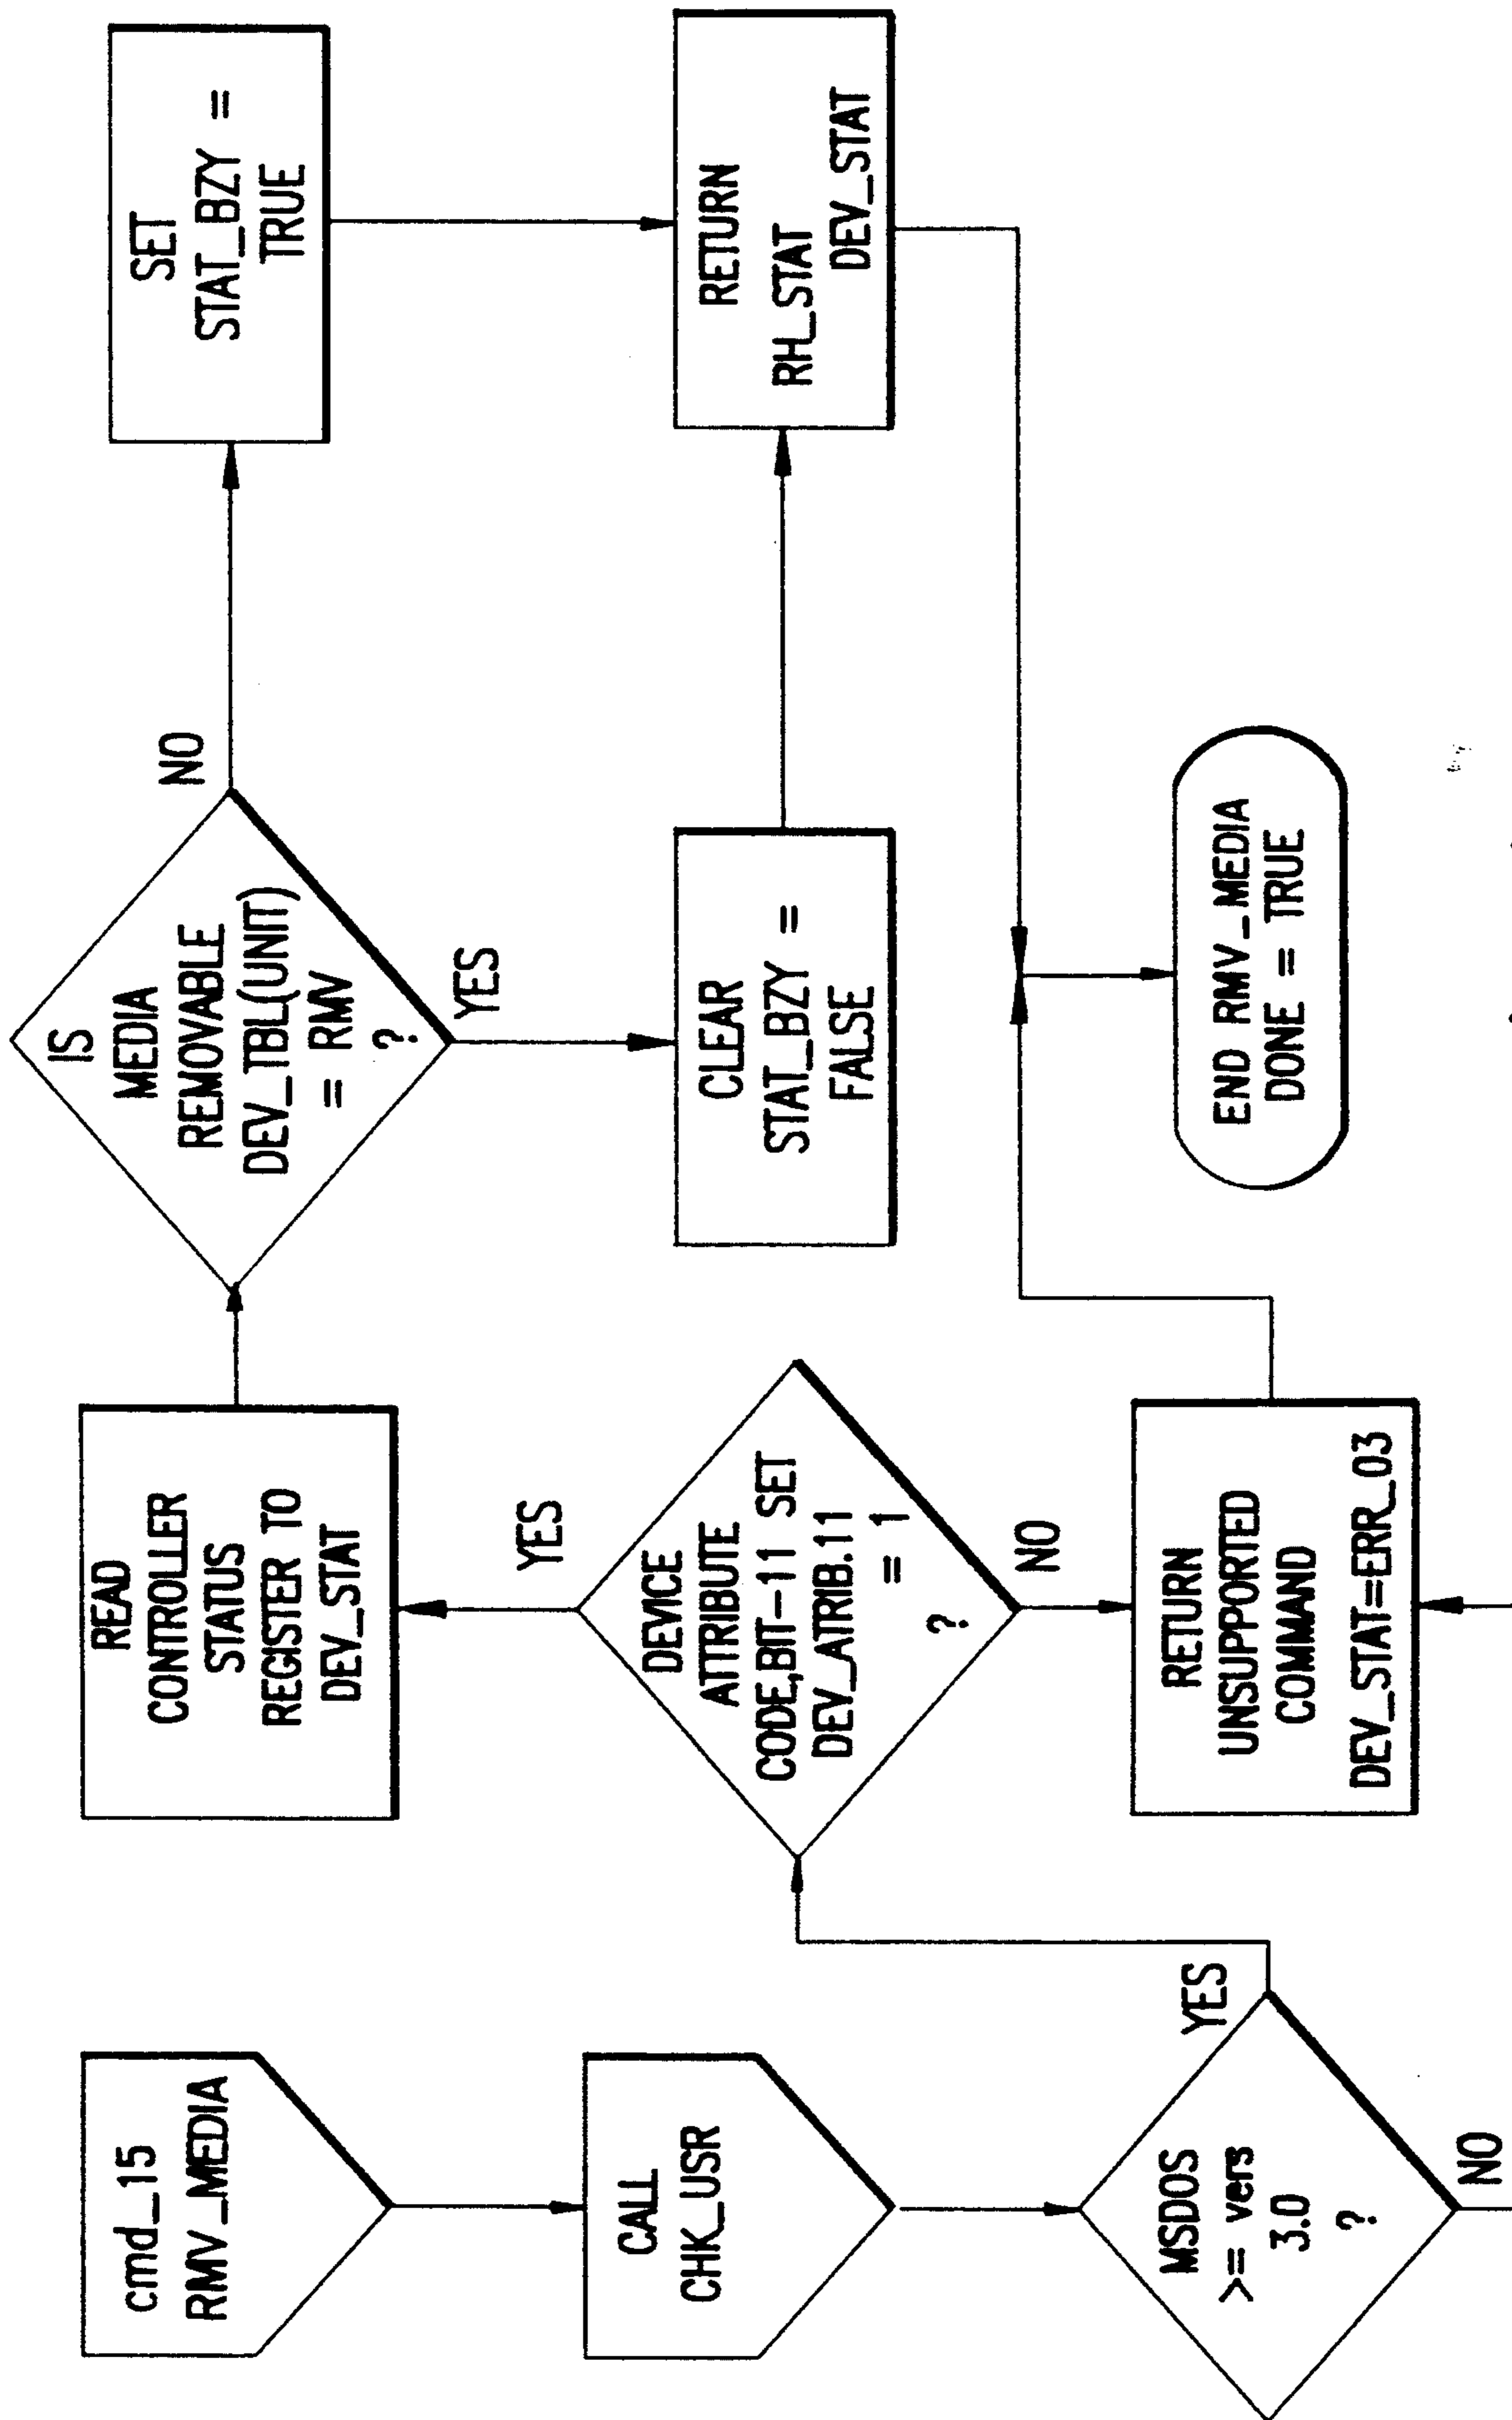 cmd_15
RMV_MEDIA
CALL
CHK_USR
MSDOS
>= vers
3.0
?
YES
NO
READ
CONTROLLER
STATUS
REGISTER TO
DEV_STAT
YES
DEVICE
ATTRIBUTE
CODE,BIT-11 SET
DEV_ATRIB.11
= 1
?
NO
RETURN
UNSUPPORTED
COMMAND
DEV_STAT=ERR_03
IS
MEDIA
REMOVABLE
DEV_TBL(UNIT)
= RMV
?
NO
YES
CLEAR
STAT_BZY =
FALSE
END RMV_MEDIA
DONE = TRUE
SET
STAT_BZY =
TRUE
RETURN
RH_STAT
DEV_STAT